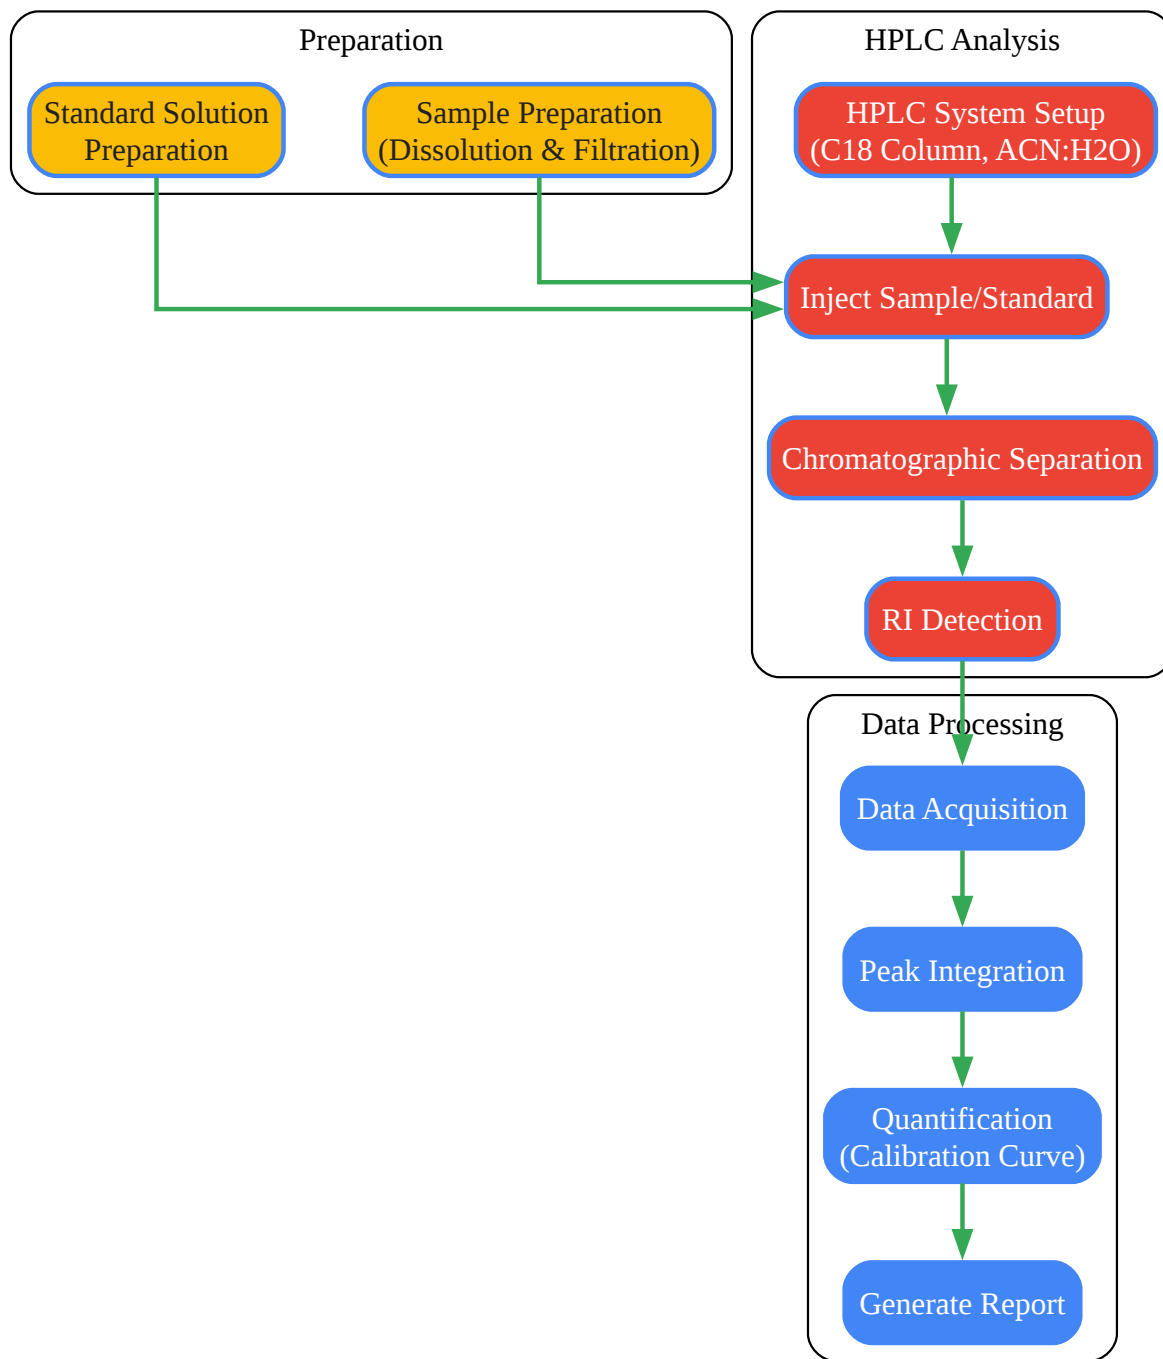 Preparation
Standard Solution
Preparation
Sample Preparation
(Dissolution & Filtration)
HPLC Analysis
HPLC System Setup
(C18 Column, ACN:H2O)
Inject Sample/Standard
Chromatographic Separation
RI Detection
Data Processing
Data Acquisition
Peak Integration
Quantification
(Calibration Curve)
Generate Report